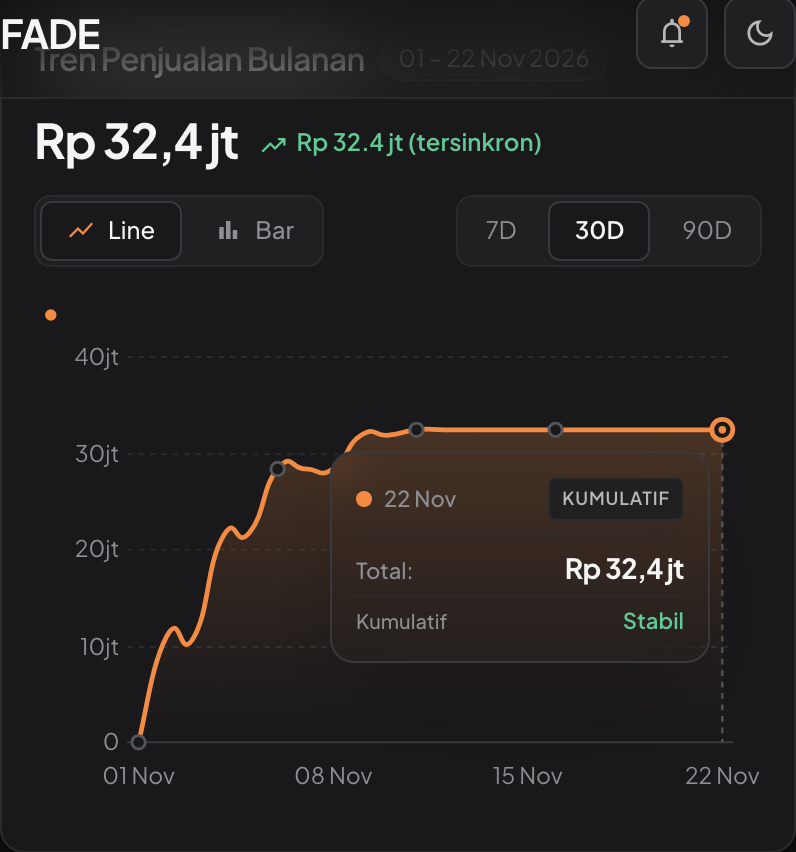 FADE
Tren Penjualan Bulanan 01 – 22 Nov 2026
Rp 32,4 jt Rp 32.4 jt (tersinkron)
Line Bar 7D 30D 90D
40jt
30jt
22 Nov KUMULATIF
20jt
Total: Rp 32,4 jt
Kumulatif Stabil
10jt
0
01 Nov 08 Nov 15 Nov 22 Nov